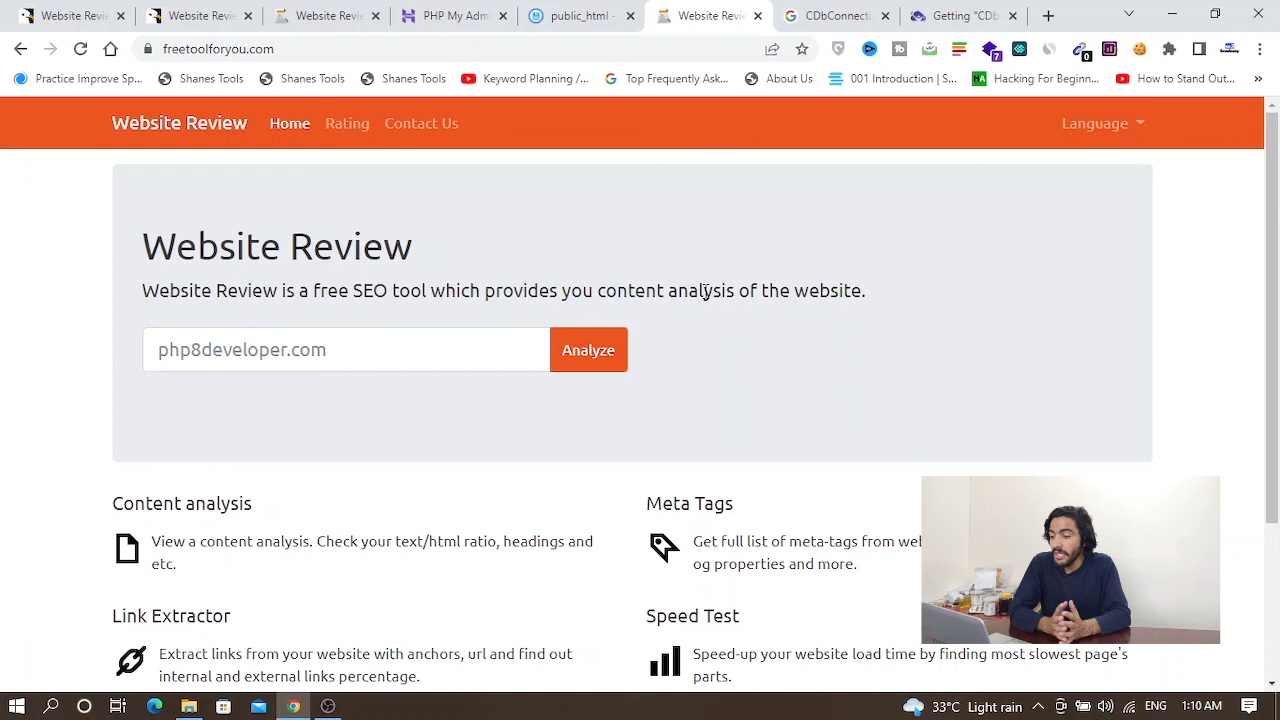 Website Revie
Website Review
Website Review
PHP My Adm
public_html -
Website Revie
CDbConnecti
Getting "CDb
freetoolforyou.com
7
0
Practice Improve Sp...
Shanes Tools
Shanes Tools
Shanes Tools
Keyword Planning /...
Top Frequently Ask...
About Us
001 Introduction | S...
HA
Hacking For Beginn...
How to Stand Out...
»
Website Review
Home
Rating
Contact Us
Language
Website Review
Website Review is a free SEO tool which provides you content analysis of the website.
php8developer.com
Analyze
Content analysis
View a content analysis. Check your text/html ratio, headings and
etc.
Meta Tags
Get full list of meta-tags from web
og properties and more.
Link Extractor
Extract links from your website with anchors, url and find out
internal and external links percentage.
Speed Test
Speed-up your website load time by finding most slowest page's
parts.
33°C Light rain
ENG
1:10 AM